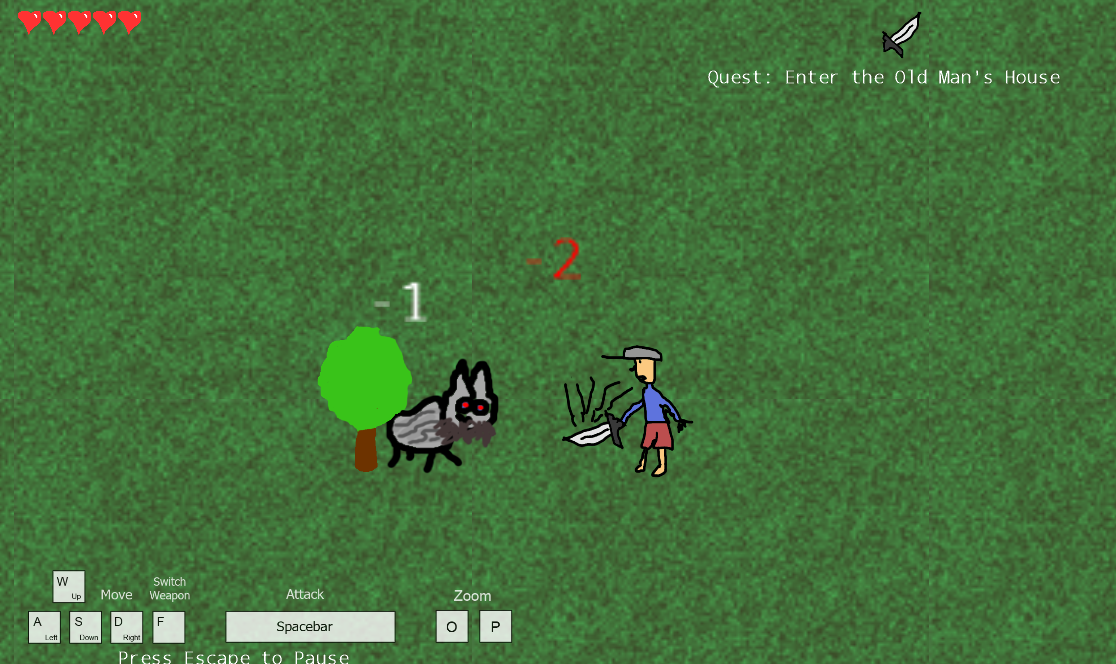 Quest: Enter the Old Man's House
-2
-1
W
Up
Move
Switch
Weapon
Attack
Zoom
A
Left
S
Down
D
Right
F
Spacebar
O
P
Press Escape to Pause